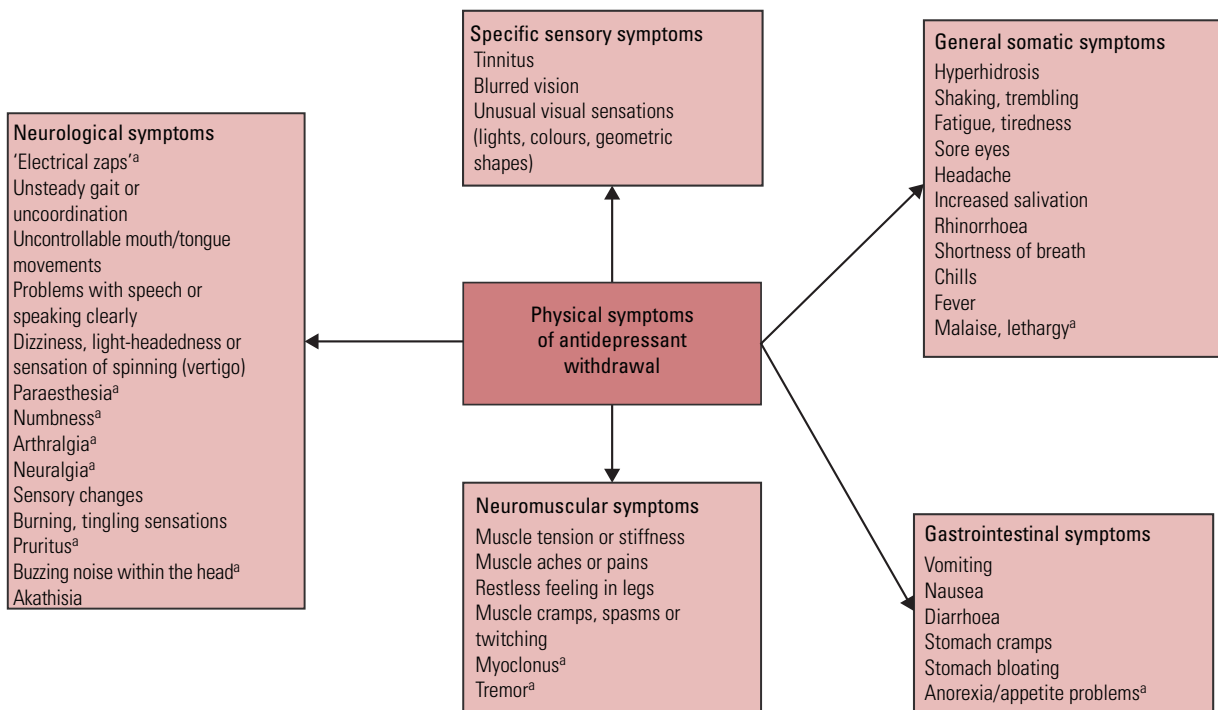 Specific sensory symptoms
Tinnitus
Blurred vision
Unusual visual sensations
(lights, colours, geometric
shapes)
General somatic symptoms
Hyperhidrosis
Shaking, trembling
Fatigue, tiredness
Sore eyes
Headache
Increased salivation
Rhinorrhoea
Shortness of breath
Chills
Fever
Malaise, lethargyᵃ
Neurological symptoms
‘Electrical zaps’ᵃ
Unsteady gait or
uncoordination
Uncontrollable mouth/tongue
movements
Problems with speech or
speaking clearly
Dizziness, light-headedness or
sensation of spinning (vertigo)
Paraesthesiaᵃ
Numbnessᵃ
Arthralgiaᵃ
Neuralgiaᵃ
Sensory changes
Burning, tingling sensations
Pruritusᵃ
Buzzing noise within the headᵃ
Akathisia
Physical symptoms
of antidepressant
withdrawal
Neuromuscular symptoms
Muscle tension or stiffness
Muscle aches or pains
Restless feeling in legs
Muscle cramps, spasms or
twitching
Myoclonusᵃ
Tremorᵃ
Gastrointestinal symptoms
Vomiting
Nausea
Diarrhoea
Stomach cramps
Stomach bloating
Anorexia/appetite problemsᵃ